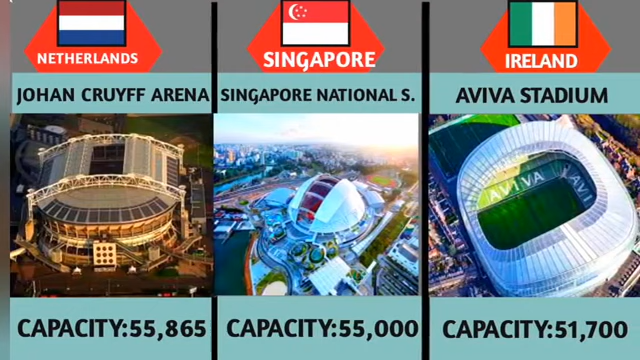 NETHERLANDS
JOHAN CRUYFF ARENA
CAPACITY:55,865
SINGAPORE
SINGAPORE NATIONAL S.
CAPACITY:55,000
IRELAND
AVIVA STADIUM
AVIVA
AVIVA
CAPACITY:51,700